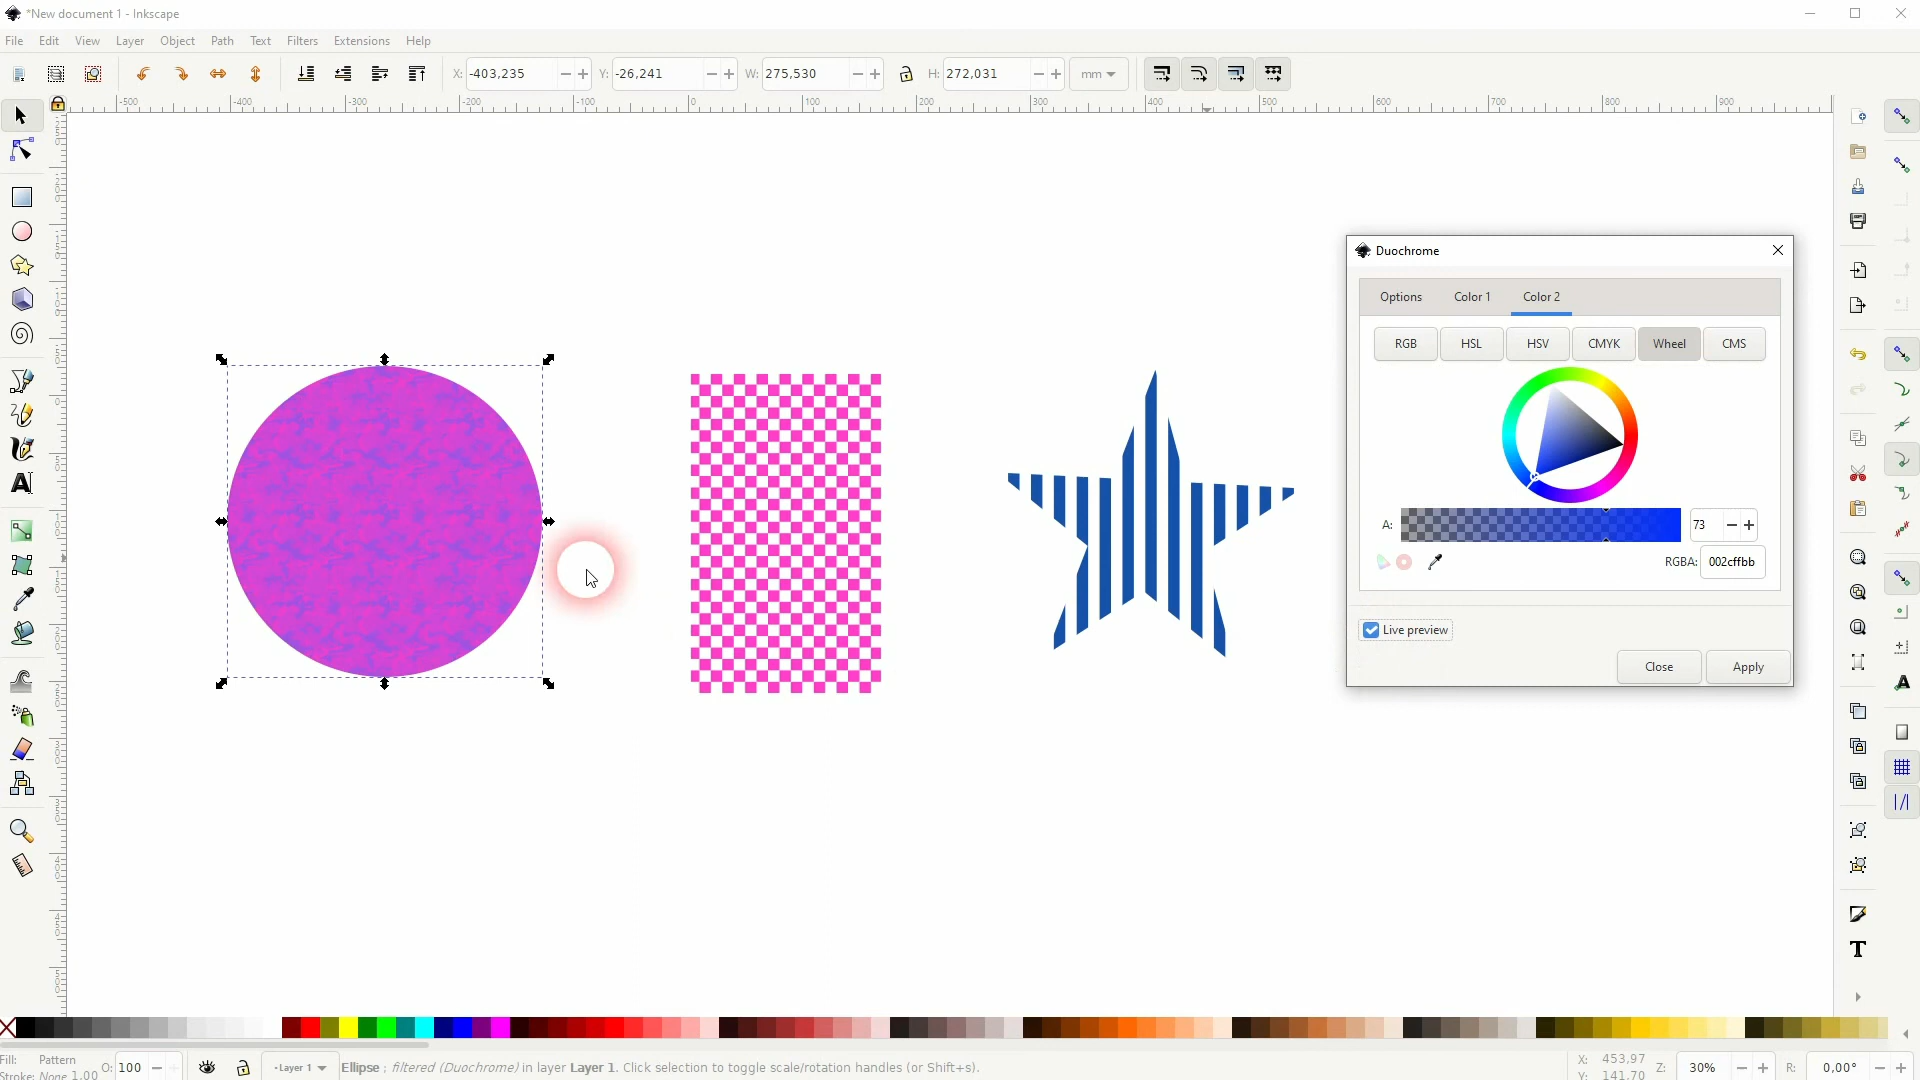 *New document 1 - Inkscape
File Edit View Layer Object Path Text Filters Extensions Help
X: -403,235 Y: -26,241 W: 275,530 H: 272,031 mm
-500 -400 -300 -200 -100 0 100 200 300 400 500 600 700 800 900
Duochrome
Options Color 1 Color 2
RGB HSL HSV CMYK Wheel CMS
A: 73
RGBA: 002cffbb
Live preview
Close Apply
Fill: Pattern
Stroke: None 1,00
O: 100
-Layer 1
Ellipse ; filtered (Duochrome) in layer Layer 1. Click selection to toggle scale/rotation handles (or Shift+s).
X: 453,97
Y: 141,70
Z: 30%
R: 0,00°